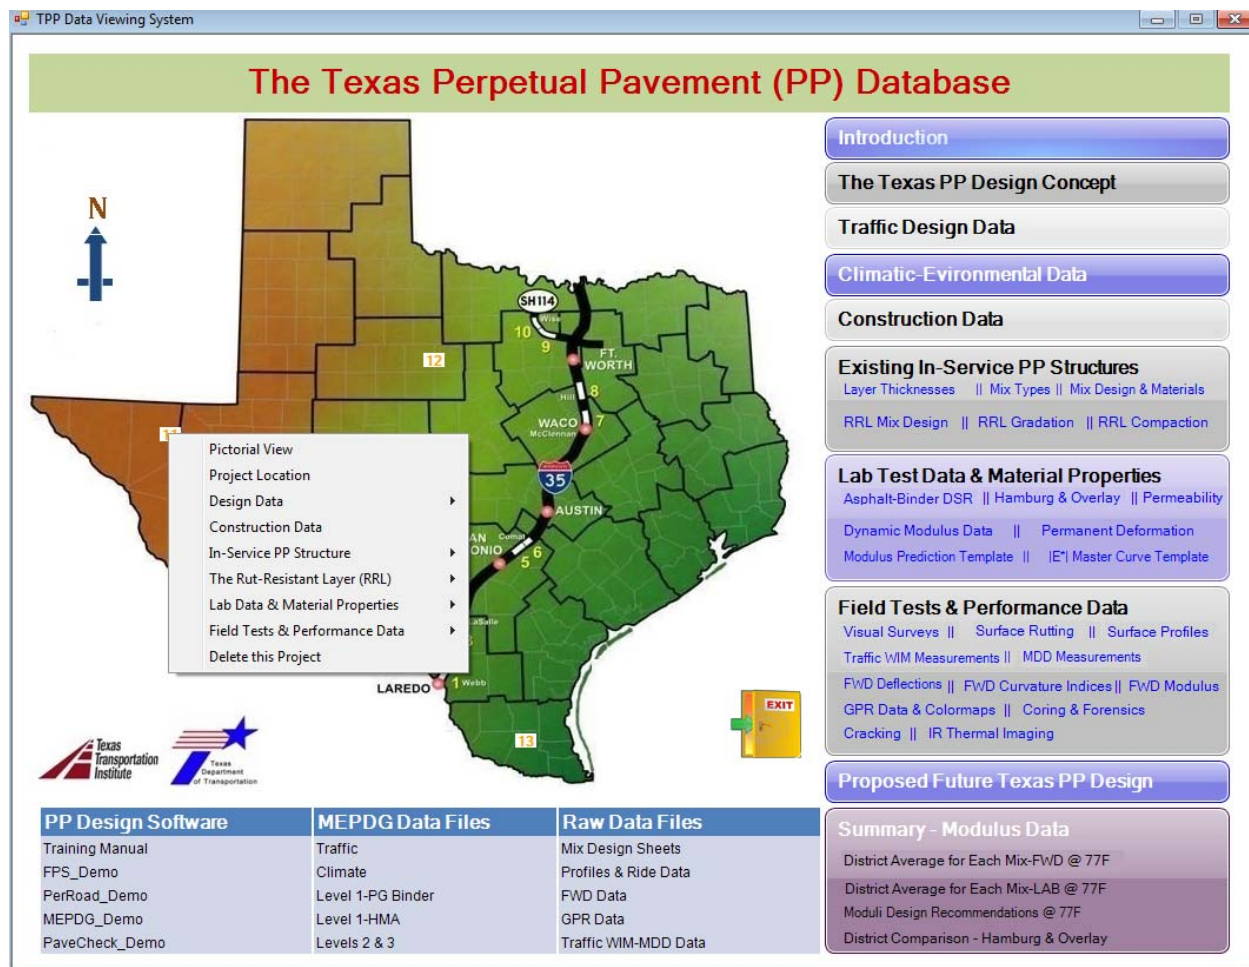 TPP Data Viewing System
The Texas Perpetual Pavement (PP) Database
N
SH114
Wise
10
9
FT.
WORTH
12
8
Hill
7
WACO
McClennan
11
INTERSTATE
35
AUSTIN
AN
ONIO
Comal
6
5
LaSalle
LAREDO
1 Webb
13
EXIT
Pictorial View
Project Location
Design Data
Construction Data
In-Service PP Structure
The Rut-Resistant Layer (RRL)
Lab Data & Material Properties
Field Tests & Performance Data
Delete this Project
Texas
Transportation
Institute
Texas
Department
of Transportation
Introduction
The Texas PP Design Concept
Traffic Design Data
Climatic-Evironmental Data
Construction Data
Existing In-Service PP Structures
Layer Thicknesses || Mix Types || Mix Design & Materials
RRL Mix Design || RRL Gradation || RRL Compaction
Lab Test Data & Material Properties
Asphalt-Binder DSR || Hamburg & Overlay || Permeability
Dynamic Modulus Data || Permanent Deformation
Modulus Prediction Template || |E*| Master Curve Template
Field Tests & Performance Data
Visual Surveys || Surface Rutting || Surface Profiles
Traffic WIM Measurements || MDD Measurements
FWD Deflections || FWD Curvature Indices || FWD Modulus
GPR Data & Colormaps || Coring & Forensics
Cracking || IR Thermal Imaging
Proposed Future Texas PP Design
Summary - Modulus Data
District Average for Each Mix-FWD @ 77F
District Average for Each Mix-LAB @ 77F
Moduli Design Recommendations @ 77F
District Comparison - Hamburg & Overlay
PP Design Software
Training Manual
FPS_Demo
PerRoad_Demo
MEPDG_Demo
PaveCheck_Demo
MEPDG Data Files
Traffic
Climate
Level 1-PG Binder
Level 1-HMA
Levels 2 & 3
Raw Data Files
Mix Design Sheets
Profiles & Ride Data
FWD Data
GPR Data
Traffic WIM-MDD Data